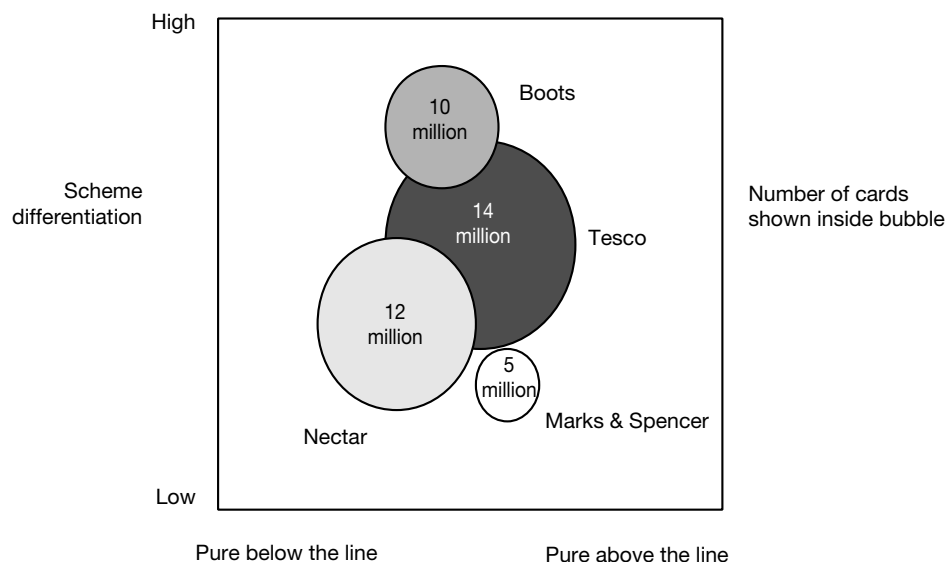 High
10
million
Boots
Scheme
differentiation
14
million
Number of cards
shown inside bubble
Tesco
12
million
5
million
Marks & Spencer
Nectar
Low
Pure below the line
Pure above the line